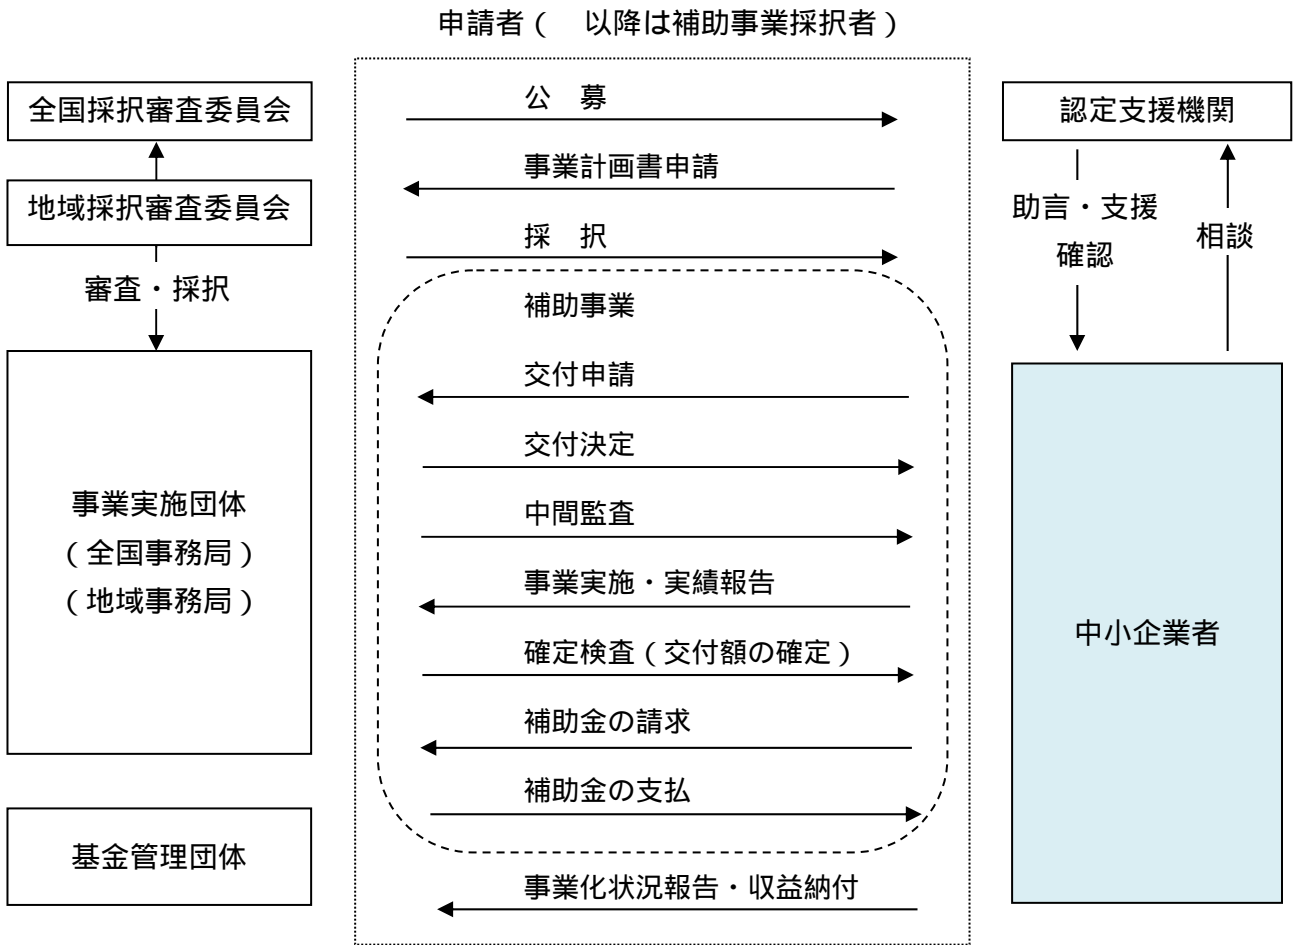 申請者（　以降は補助事業採択者）
全国採択審査委員会
地域採択審査委員会
審査・採択
事業実施団体
（全国事務局）
（地域事務局）
基金管理団体
公　募
事業計画書申請
採　択
補助事業
交付申請
交付決定
中間監査
事業実施・実績報告
確定検査（交付額の確定）
補助金の請求
補助金の支払
事業化状況報告・収益納付
認定支援機関
助言・支援
確認
相談
中小企業者